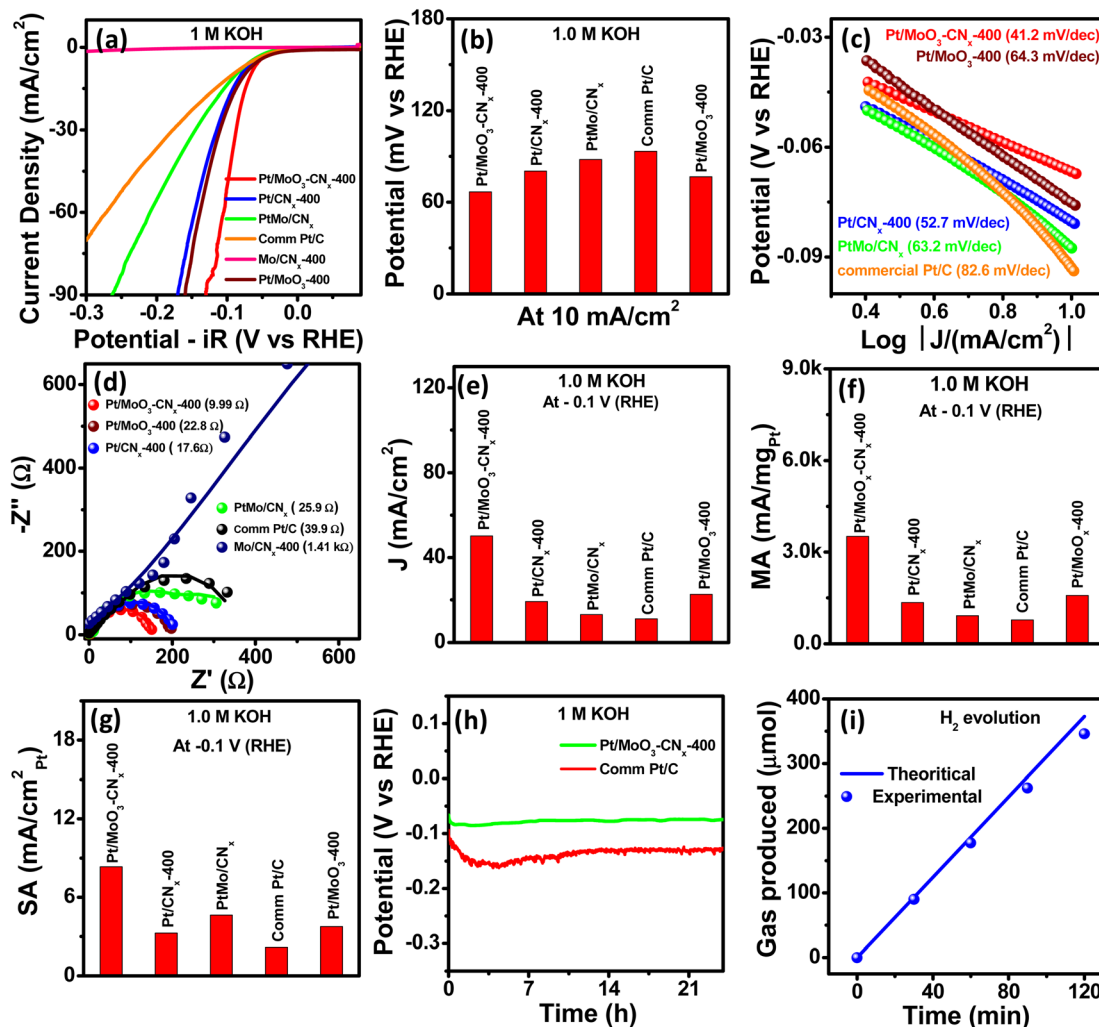 (a)
1 M KOH
Current Density (mA/cm²)
0
-30
-60
-90
Pt/MoO₃-CNₓ-400
Pt/CNₓ-400
PtMo/CNₓ
Comm Pt/C
Mo/CNₓ-400
Pt/MoO₃-400
-0.3 -0.2 -0.1 0.0
Potential - iR (V vs RHE)
(b)
1.0 M KOH
Potential (mV vs RHE)
180
120
60
0
Pt/MoO₃-CNₓ-400
Pt/CNₓ-400
PtMo/CNₓ
Comm Pt/C
Pt/MoO₃-400
At 10 mA/cm²
(c)
Pt/MoO₃-CNₓ-400 (41.2 mV/dec)
Pt/MoO₃-400 (64.3 mV/dec)
Potential (V vs RHE)
-0.03
-0.06
-0.09
Pt/CNₓ-400 (52.7 mV/dec)
PtMo/CNₓ (63.2 mV/dec)
commercial Pt/C (82.6 mV/dec)
0.4 0.6 0.8 1.0
Log |J/(mA/cm²)|
(d)
-Z" (Ω)
600
400
200
0
Pt/MoO₃-CNₓ-400 (9.99 Ω)
Pt/MoO₃-400 (22.8 Ω)
Pt/CNₓ-400 ( 17.6Ω)
PtMo/CNₓ ( 25.9 Ω)
comm Pt/C (39.9 Ω)
Mo/CNₓ-400 (1.41 kΩ)
0 200 400 600
Z' (Ω)
(e)
1.0 M KOH
At - 0.1 V (RHE)
J (mA/cm²)
120
80
40
0
Pt/MoO₃-CNₓ-400
Pt/CNₓ-400
PtMo/CNₓ
Comm Pt/C
Pt/MoO₃-400
(f)
1.0 M KOH
At - 0.1 V (RHE)
MA (mA/mg_Pt)
9.0k
6.0k
3.0k
0.0
Pt/MoOₓ-CNₓ-400
Pt/CNₓ-400
PtMo/CNₓ
Comm Pt/C
Pt/MoOₓ-400
(g)
1.0 M KOH
At -0.1 V (RHE)
SA (mA/cm²_Pt)
18
12
6
0
Pt/MoO₃-CNₓ-400
Pt/CNₓ-400
PtMo/CNₓ
Comm Pt/C
Pt/MoO₃-400
(h)
1 M KOH
Pt/MoO₃-CNₓ-400
Comm Pt/C
Potential (V vs RHE)
0.1
0.0
-0.1
-0.2
-0.3
0 7 14 21
Time (h)
(i)
H₂ evolution
Theoritical
Experimental
Gas produced (μmol)
400
300
200
100
0
0 40 80 120
Time (min)